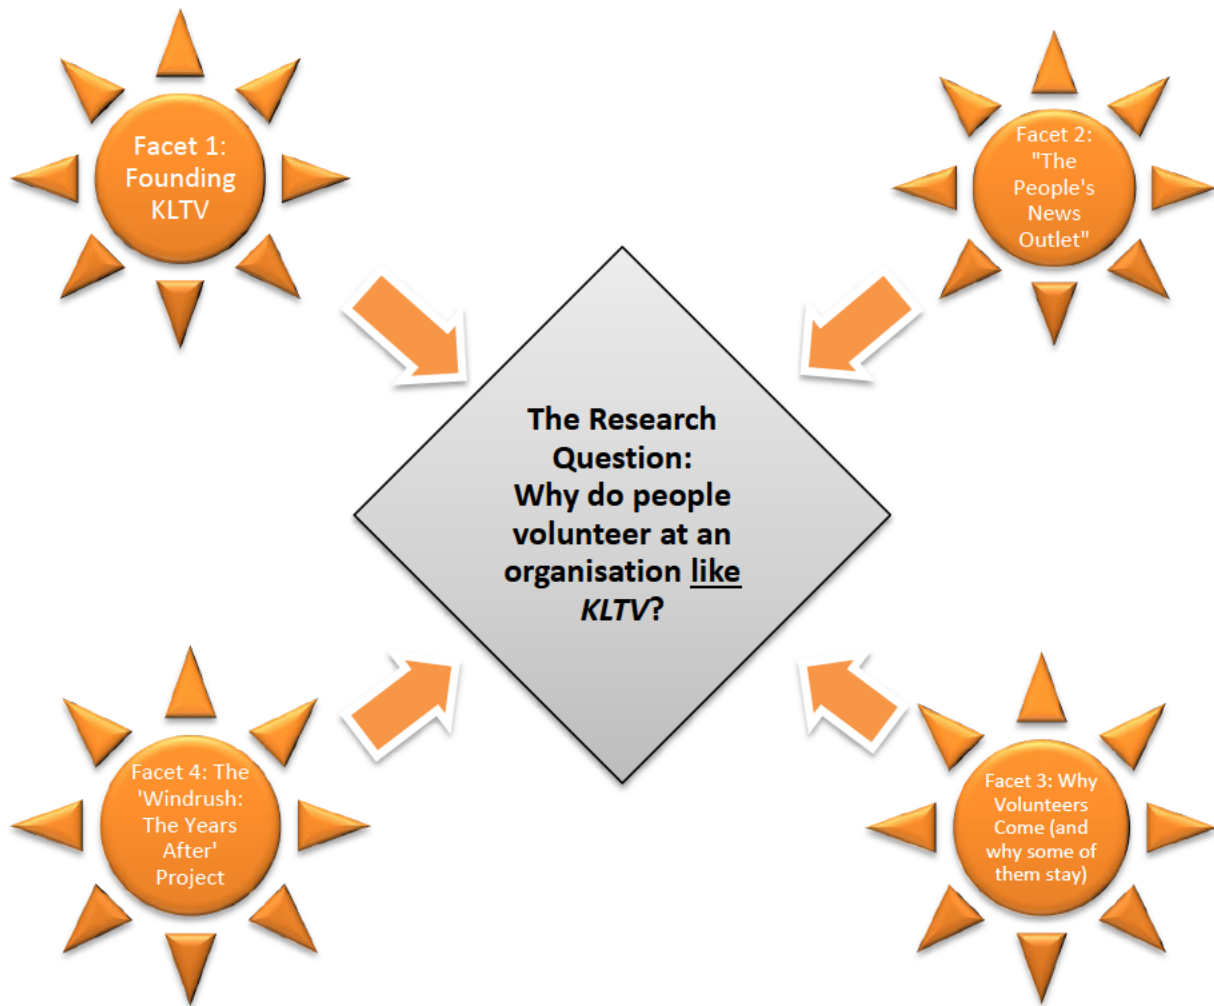 Facet 1:
Founding
KLTV
Facet 2:
"The
People's
News
Outlet"
The Research
Question:
Why do people
volunteer at an
organisation like
KLTV?
Facet 4: The
'Windrush:
The Years
After'
Project
Facet 3: Why
Volunteers
Come (and
why some of
them stay)